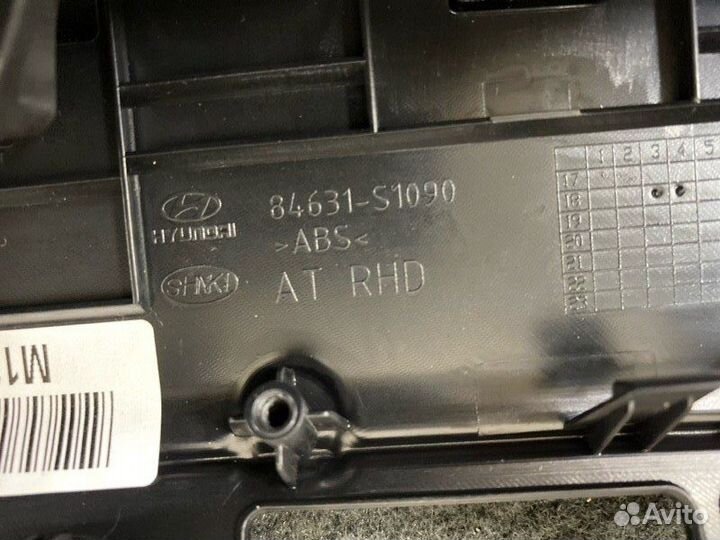 84631-S1090
HYUNDAI
>ABS<
AT RHD
1 2 3 4 5
17
18
19
20
21
22
23
M1
Avito